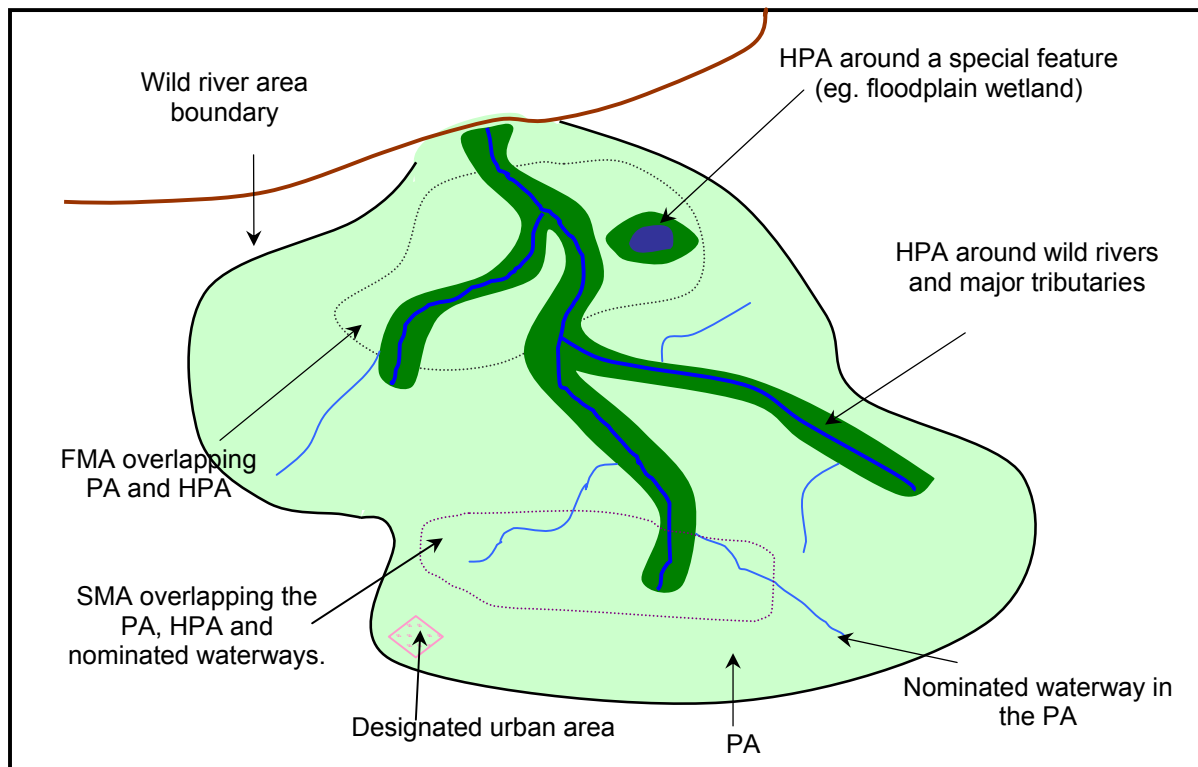 Wild river area
boundary
HPA around a special feature
(eg. floodplain wetland)
HPA around wild rivers
and major tributaries
FMA overlapping
PA and HPA
SMA overlapping the
PA, HPA and
nominated waterways.
Designated urban area
PA
Nominated waterway in
the PA